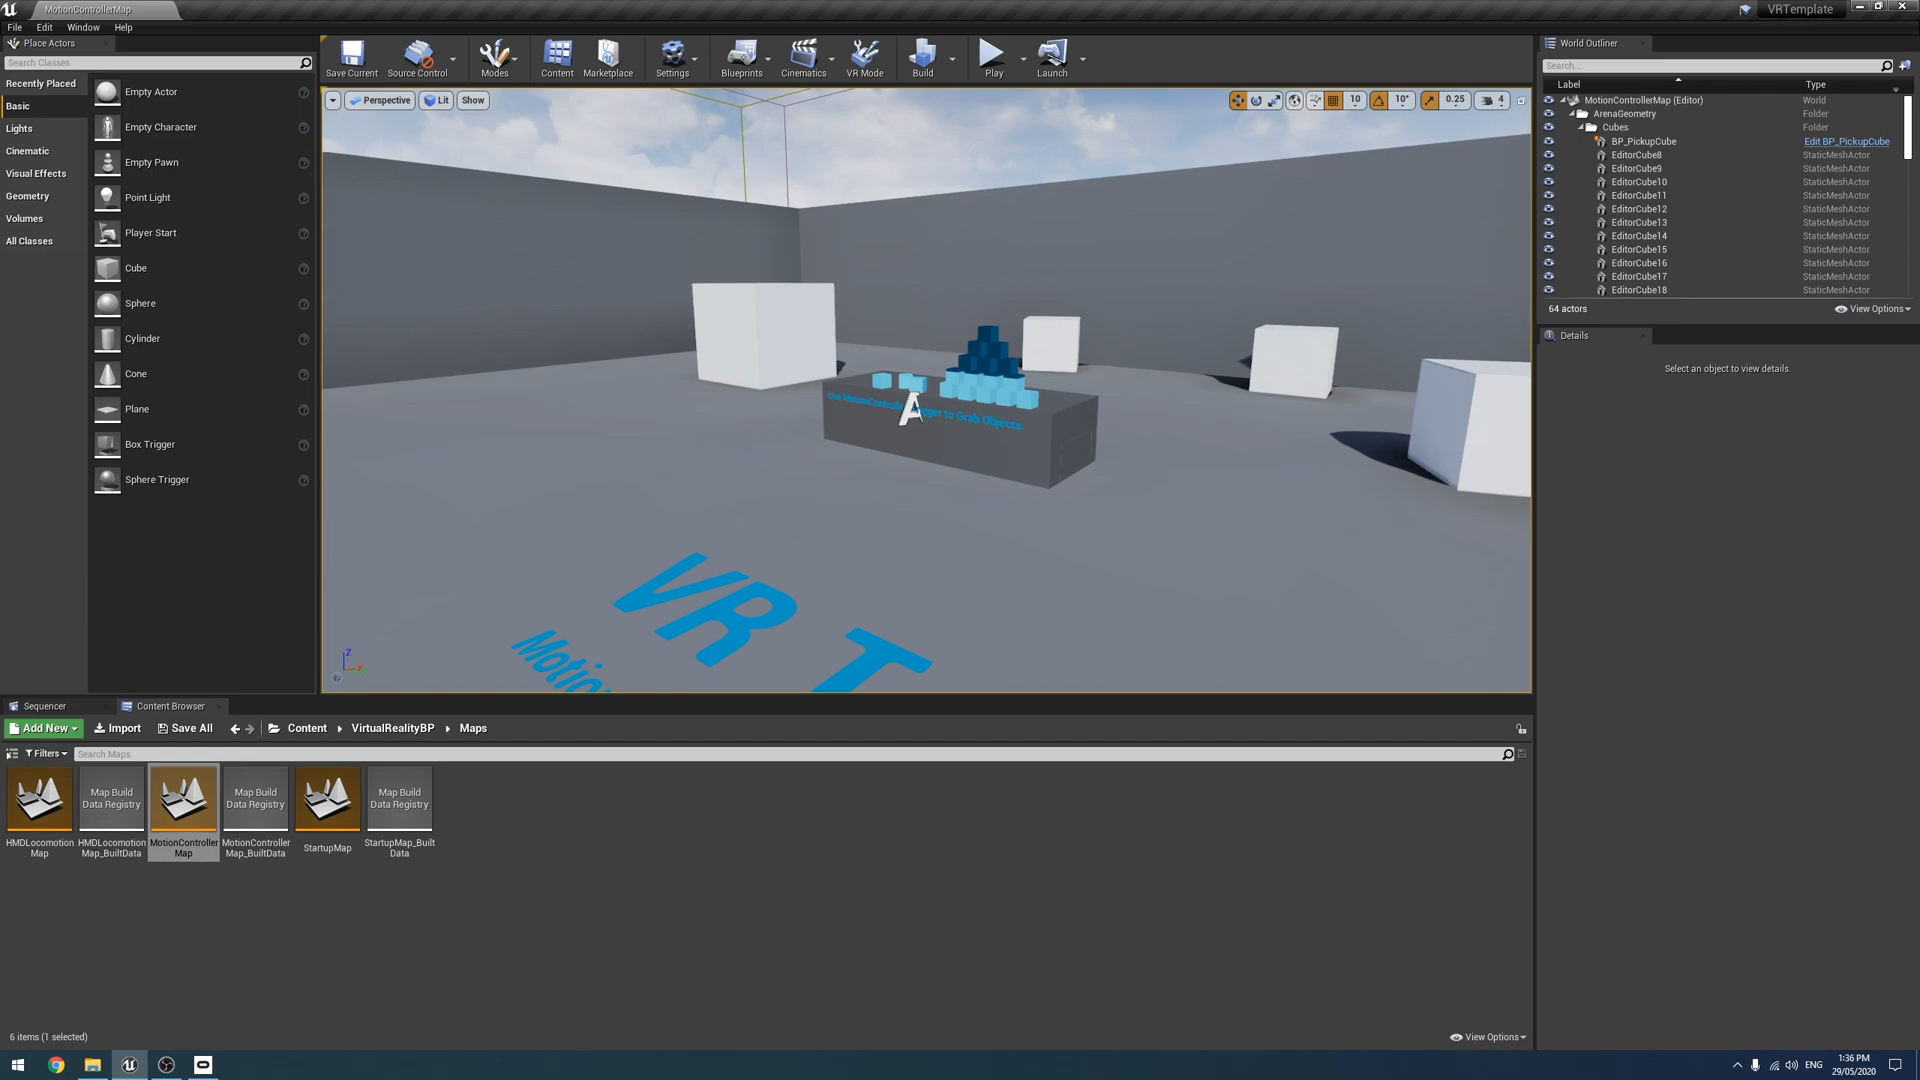 MotionControllerMap
VRTemplate
File Edit Window Help
Place Actors
Search Classes
Recently Placed
Basic
Lights
Cinematic
Visual Effects
Geometry
Volumes
All Classes
Empty Actor
Empty Character
Empty Pawn
Point Light
Player Start
Cube
Sphere
Cylinder
Cone
Plane
Box Trigger
Sphere Trigger
Save Current
Source Control
Modes
Content
Marketplace
Settings
Blueprints
Cinematics
VR Mode
Build
Play
Launch
Perspective
Lit
Show
10
10°
0.25
4
Use MotionController Trigger to Grab Objects
VR T
Motio
Z
World Outliner
Search...
Label Type
MotionControllerMap (Editor) World
ArenaGeometry Folder
Cubes Folder
BP_PickupCube Edit BP_PickupCube
EditorCube8 StaticMeshActor
EditorCube9 StaticMeshActor
EditorCube10 StaticMeshActor
EditorCube11 StaticMeshActor
EditorCube12 StaticMeshActor
EditorCube13 StaticMeshActor
EditorCube14 StaticMeshActor
EditorCube15 StaticMeshActor
EditorCube16 StaticMeshActor
EditorCube17 StaticMeshActor
EditorCube18 StaticMeshActor
64 actors
View Options
Details
Select an object to view details.
Sequencer
Content Browser
Add New
Import
Save All
Content
VirtualRealityBP
Maps
Filters
Search Maps
Map Build
Data Registry
Map Build
Data Registry
Map Build
Data Registry
HMDLocomotion
Map
HMDLocomotion
Map_BuiltData
MotionController
Map
MotionController
Map_BuiltData
StartupMap
StartupMap_Built
Data
6 items (1 selected)
View Options
ENG
1:36 PM
29/05/2020